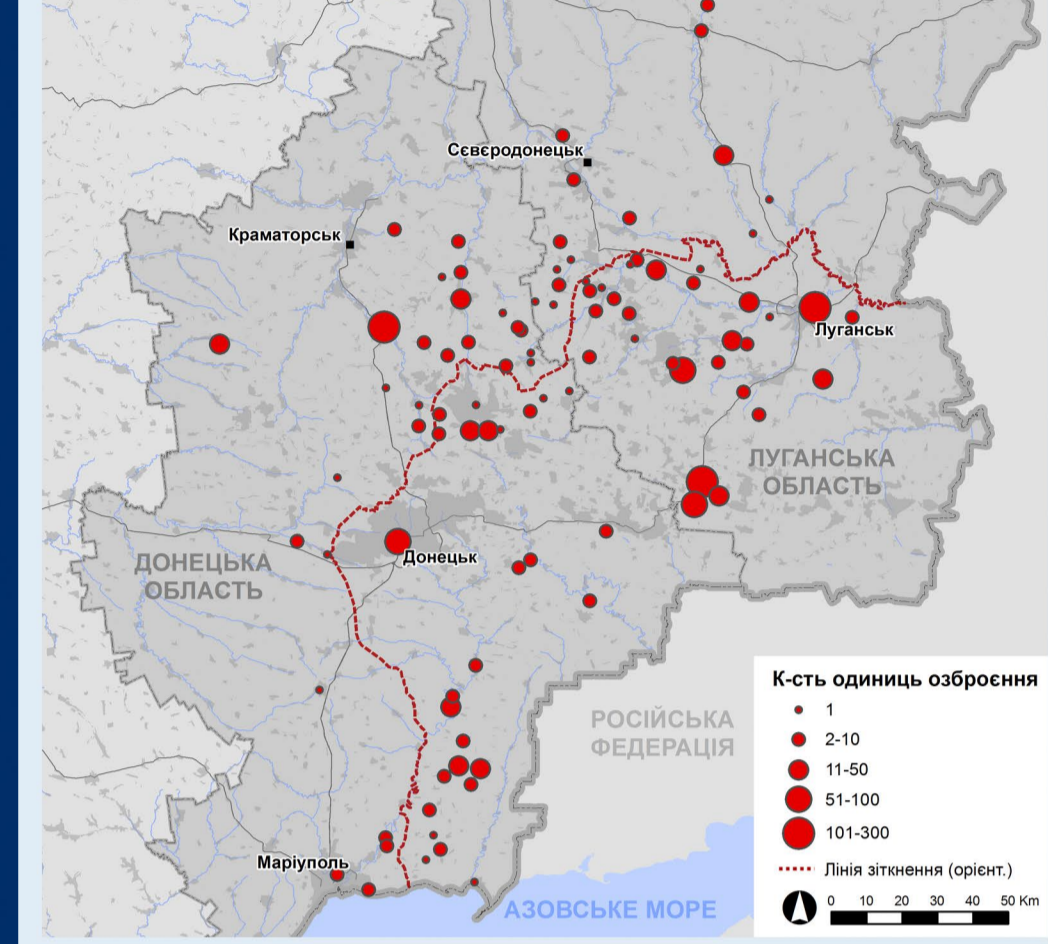 Сєвєродонецьк
Краматорськ
Луганськ
ЛУГАНСЬКА
ОБЛАСТЬ
ДОНЕЦЬКА
ОБЛАСТЬ
Донецьк
РОСІЙСЬКА
ФЕДЕРАЦІЯ
Маріуполь
АЗОВСЬКЕ МОРЕ
К-сть одиниць озброєння
1
2-10
11-50
51-100
101-300
Лінія зіткнення (орієнт.)
0 10 20 30 40 50 Km